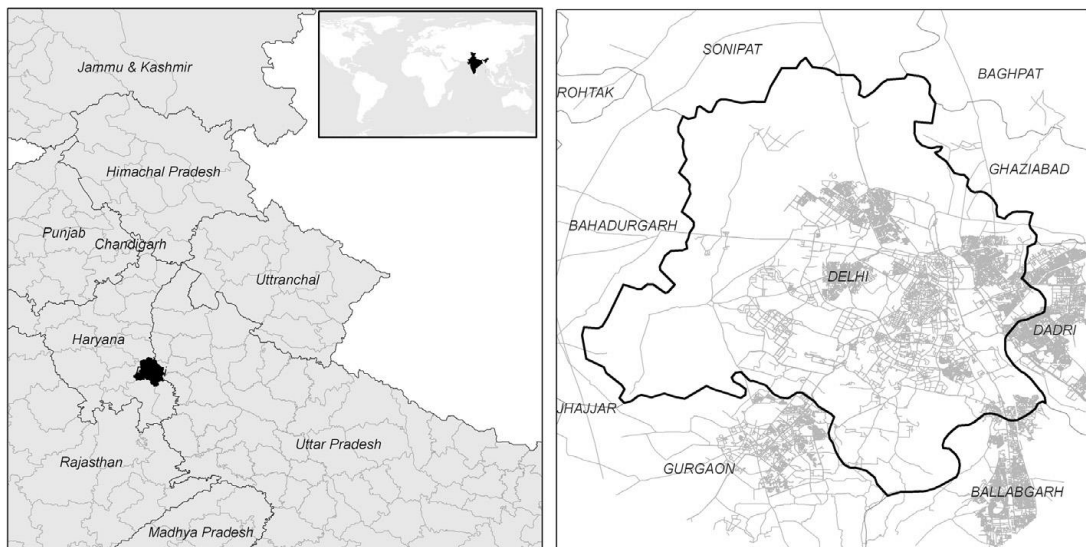 Jammu & Kashmir
Himachal Pradesh
Punjab
Chandigarh
Uttranchal
Haryana
Uttar Pradesh
Rajasthan
Madhya Pradesh
SONIPAT
BAGHPAT
ROHTAK
GHAZIABAD
BAHADURGARH
DELHI
DADRI
JHAJJAR
GURGAON
BALLABGARH